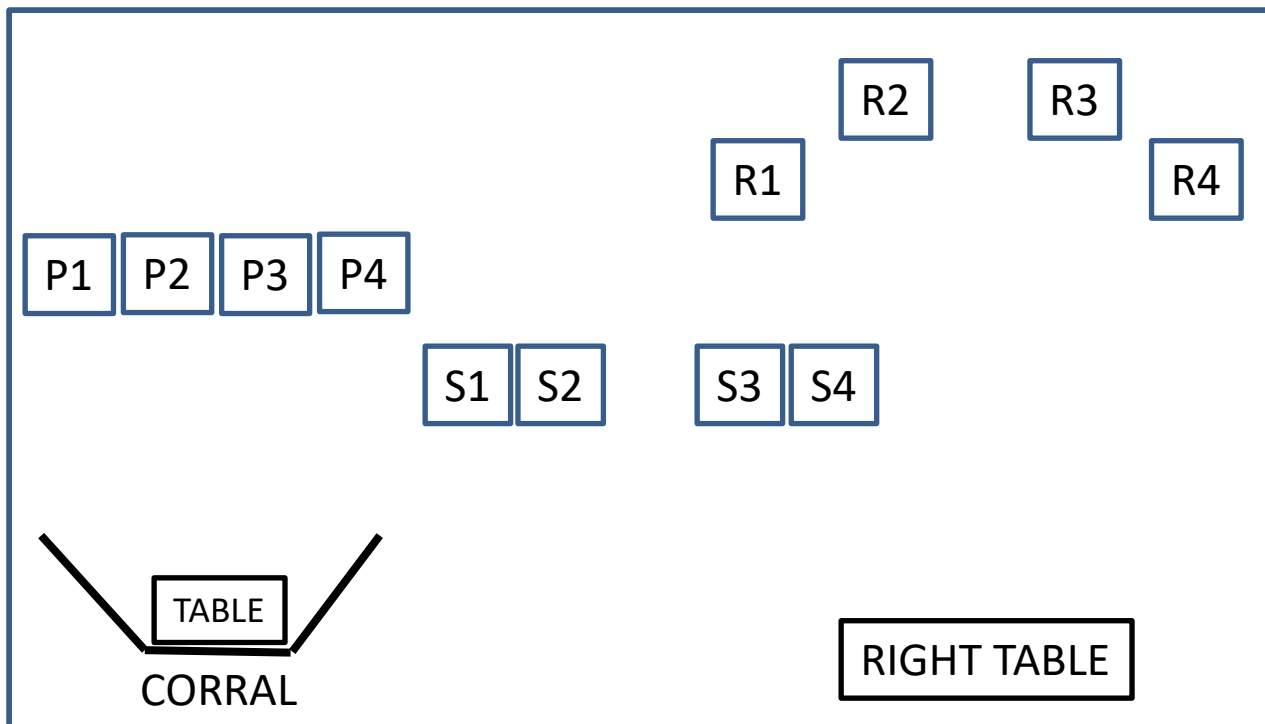 R2 R3
R1 R4
P1 P2 P3 P4
S1 S2 S3 S4
TABLE
RIGHT TABLE
CORRAL